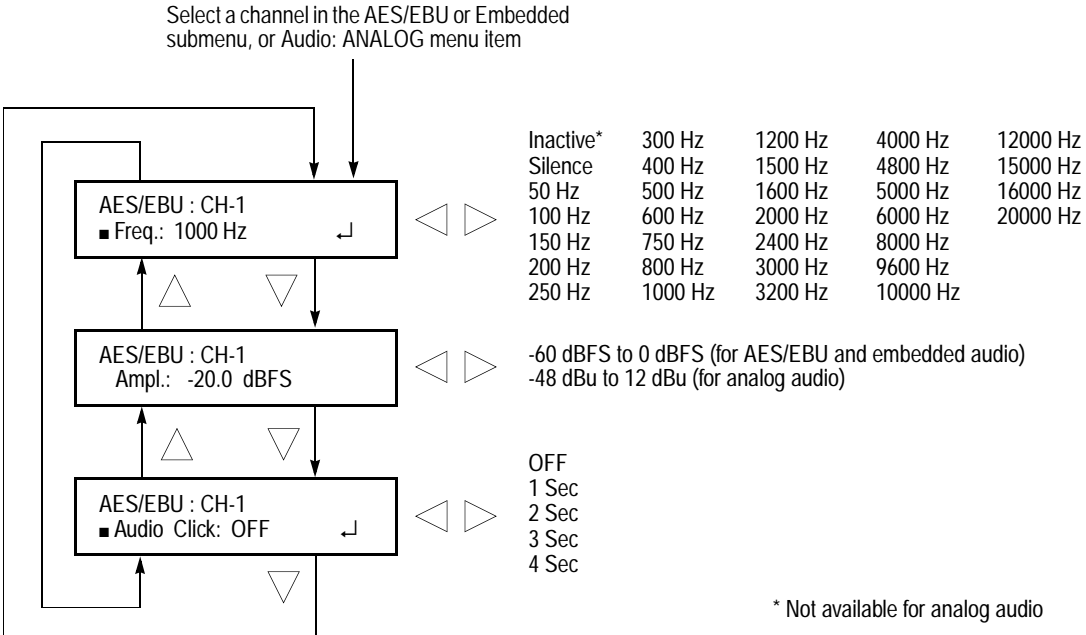 Select a channel in the AES/EBU or Embedded
submenu, or Audio: ANALOG menu item
AES/EBU : CH-1
■ Freq.: 1000 Hz ↵
Inactive* 300 Hz 1200 Hz 4000 Hz 12000 Hz
Silence 400 Hz 1500 Hz 4800 Hz 15000 Hz
50 Hz 500 Hz 1600 Hz 5000 Hz 16000 Hz
100 Hz 600 Hz 2000 Hz 6000 Hz 20000 Hz
150 Hz 750 Hz 2400 Hz 8000 Hz
200 Hz 800 Hz 3000 Hz 9600 Hz
250 Hz 1000 Hz 3200 Hz 10000 Hz
AES/EBU : CH-1
Ampl.: -20.0 dBFS
-60 dBFS to 0 dBFS (for AES/EBU and embedded audio)
-48 dBu to 12 dBu (for analog audio)
AES/EBU : CH-1
■ Audio Click: OFF ↵
OFF
1 Sec
2 Sec
3 Sec
4 Sec
* Not available for analog audio